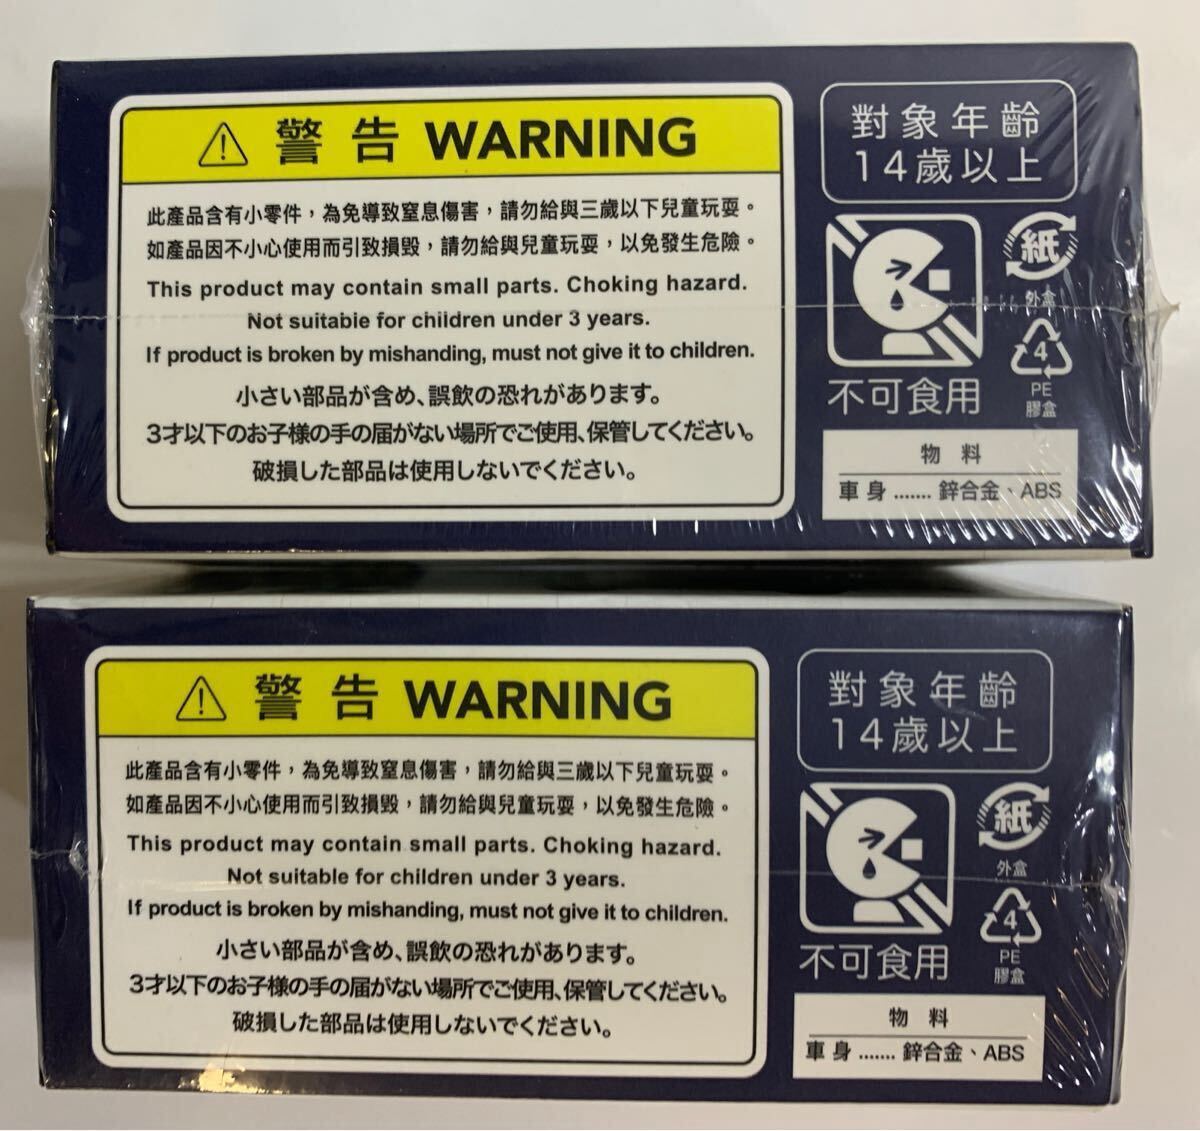 警告 WARNING
此產品含有小零件，為免導致窒息傷害，請勿給與三歲以下兒童玩耍。
如產品因不小心使用而引致損毀，請勿給與兒童玩耍，以免發生危險。
This product may contain small parts. Choking hazard.
Not suitable for children under 3 years.
If product is broken by mishanding, must not give it to children.
小さい部品が含め、誤飲の恐れがあります。
3才以下のお子様の手の届がない場所でご使用、保管してください。
破損した部品は使用しないでください。
對象年齡
14歲以上
不可食用
紙
外盒
4
PE
膠盒
物料
車身....... 鋅合金、ABS
警告 WARNING
此產品含有小零件，為免導致窒息傷害，請勿給與三歲以下兒童玩耍。
如產品因不小心使用而引致損毀，請勿給與兒童玩耍，以免發生危險。
This product may contain small parts. Choking hazard.
Not suitable for children under 3 years.
If product is broken by mishanding, must not give it to children.
小さい部品が含め、誤飲の恐れがあります。
3才以下のお子様の手の届がない場所でご使用、保管してください。
破損した部品は使用しないでください。
對象年齡
14歲以上
不可食用
紙
外盒
4
PE
膠盒
物料
車身....... 鋅合金、ABS